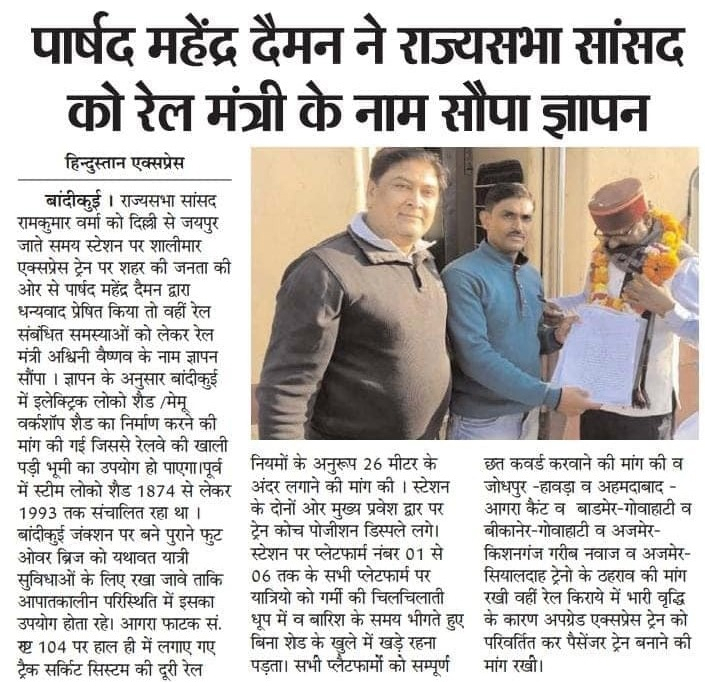 पार्षद महेंद्र दैमन ने राज्यसभा सांसद
को रेल मंत्री के नाम सौपा ज्ञापन
हिन्दुस्तान एक्सप्रेस
बांदीकुई । राज्यसभा सांसद
रामकुमार वर्मा को दिल्ली से जयपुर
जाते समय स्टेशन पर शालीमार
एक्सप्रेस ट्रेन पर शहर की जनता की
ओर से पार्षद महेंद्र दैमन द्वारा
धन्यवाद प्रेषित किया तो वहीं रेल
संबंधित समस्याओं को लेकर रेल
मंत्री अश्विनी वैष्णव के नाम ज्ञापन
सौंपा । ज्ञापन के अनुसार बांदीकुई
में इलेक्ट्रिक लोको शैड /मेमू
वर्कशॉप शैड का निर्माण करने की
मांग की गई जिससे रेलवे की खाली
पड़ी भूमी का उपयोग हो पाएगा।पूर्व
में स्टीम लोको शैड 1874 से लेकर
1993 तक संचालित रहा था ।
बांदीकुई जंक्शन पर बने पुराने फुट
ओवर ब्रिज को यथावत यात्री
सुविधाओं के लिए रखा जावे ताकि
आपातकालीन परिस्थिति में इसका
उपयोग होता रहे। आगरा फाटक सं.
104 पर हाल ही में लगाए गए
ट्रैक सर्किट सिस्टम की दूरी रेल
नियमों के अनुरूप 26 मीटर के
अंदर लगाने की मांग की । स्टेशन
के दोनों ओर मुख्य प्रवेश द्वार पर
ट्रेन कोच पोजीशन डिस्पले लगे।
स्टेशन पर प्लेटफार्म नंबर 01 से
06 तक के सभी प्लेटफार्म पर
यात्रियो को गर्मी की चिलचिलाती
धूप में व बारिश के समय भीगते हुए
बिना शेड के खुले में खड़े रहना
पड़ता। सभी प्लैटफार्मो को सम्पूर्ण
छत कवर्ड करवाने की मांग की व
जोधपुर -हावड़ा व अहमदाबाद -
आगरा कैंट व बाडमेर-गोवाहाटी व
बीकानेर-गोवाहाटी व अजमेर-
किशनगंज गरीब नवाज व अजमेर-
सियालदाह ट्रेनो के ठहराव की मांग
रखी वहीं रेल किराये में भारी वृद्धि
के कारण अपग्रेड एक्सप्रेस ट्रेन को
परिवर्तित कर पैसेंजर ट्रेन बनाने की
मांग रखी।